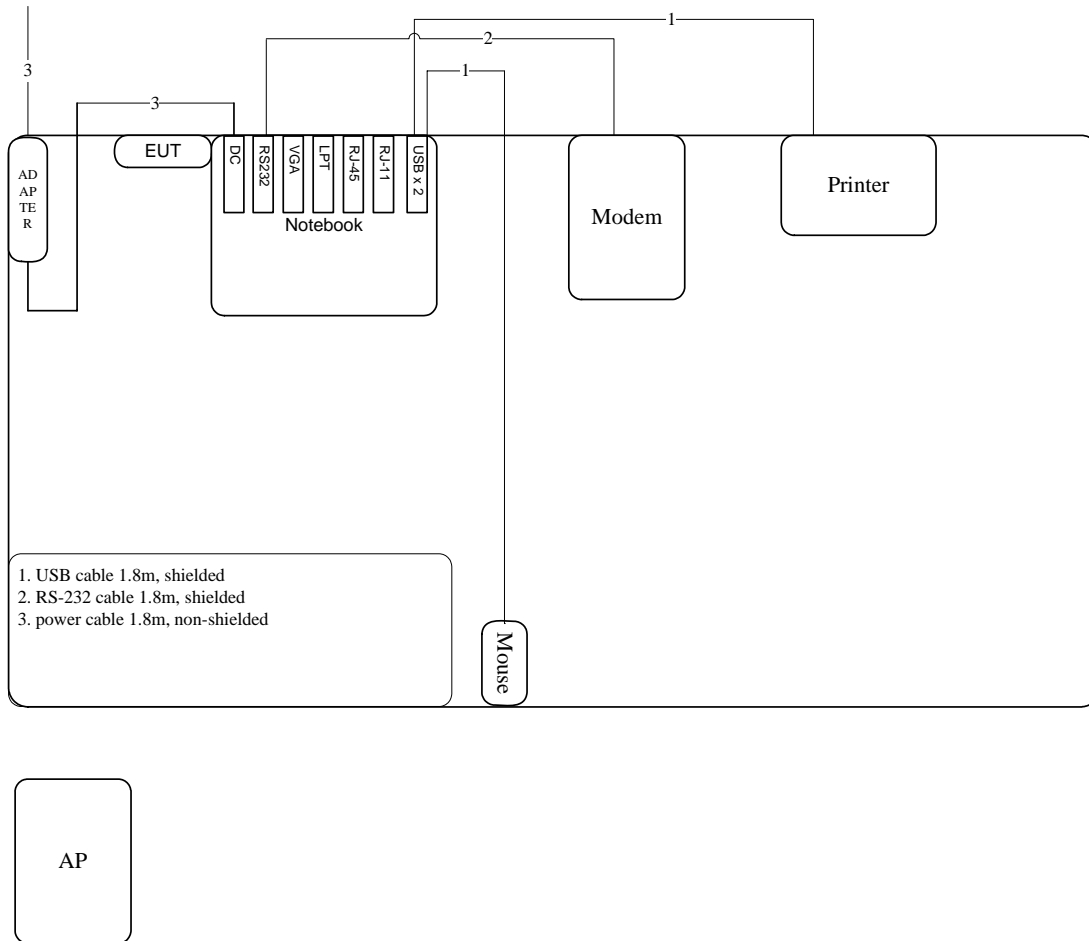 1
2
1
3
3
EUT
DC
RS232
VGA
LPT
RJ-45
RJ-11
USB x 2
AD
AP
TE
R
Notebook
Modem
Printer
1. USB cable 1.8m, shielded
2. RS-232 cable 1.8m, shielded
3. power cable 1.8m, non-shielded
Mouse
AP